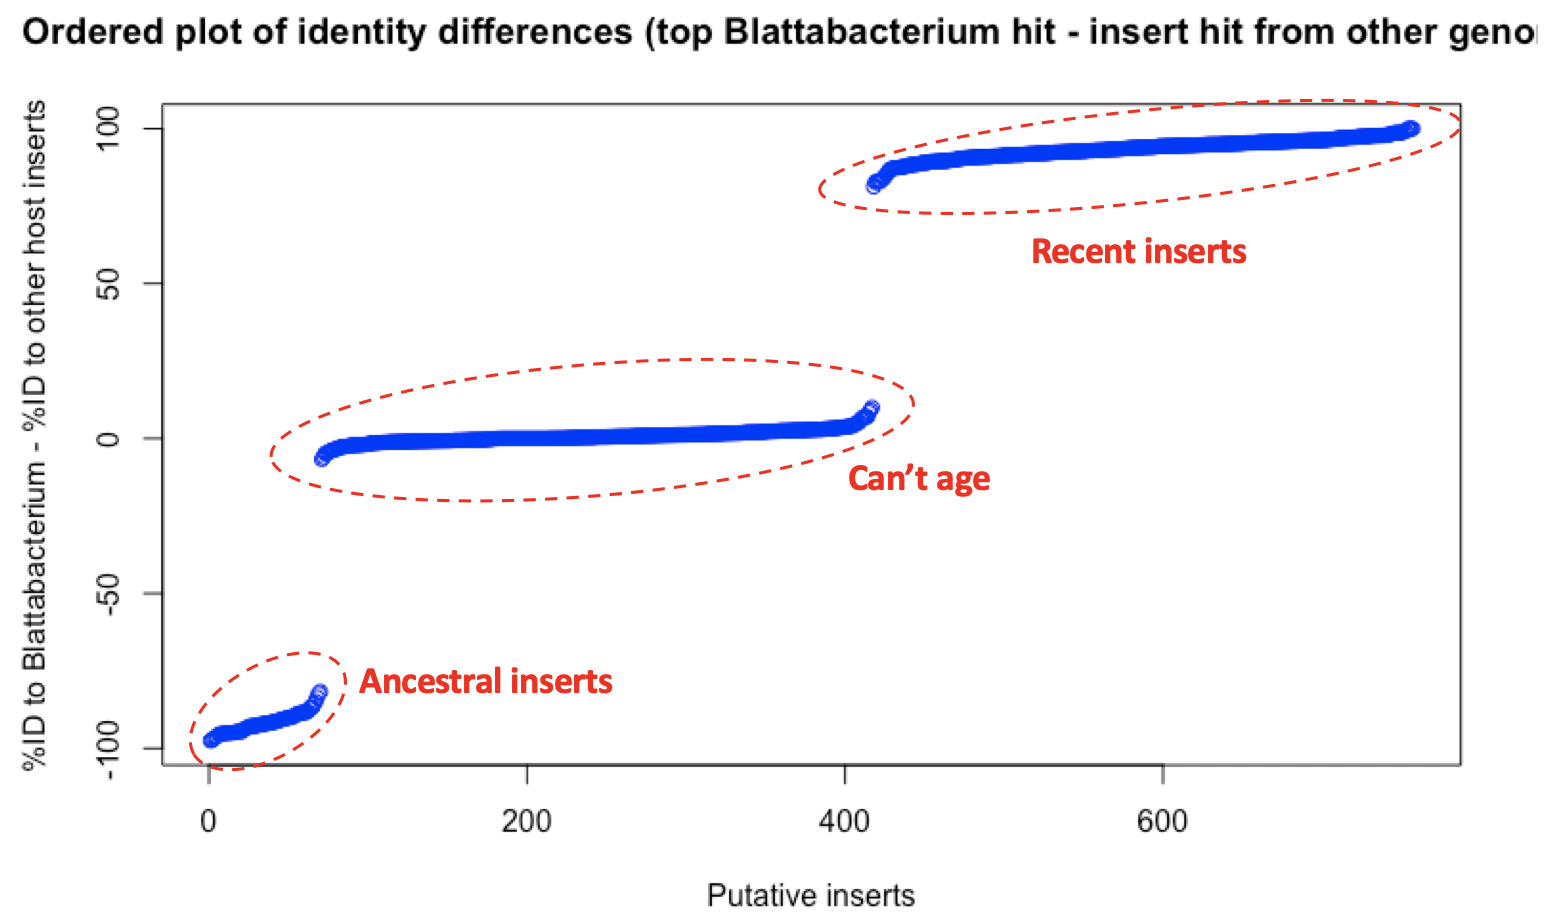 Ordered plot of identity differences (top Blattabacterium hit - insert hit from other
%ID to Blattabacterium - %ID to other host inserts
100
50
0
-50
-100
Recent inserts
Can't age
Ancestral inserts
0 200 400 600
Putative inserts